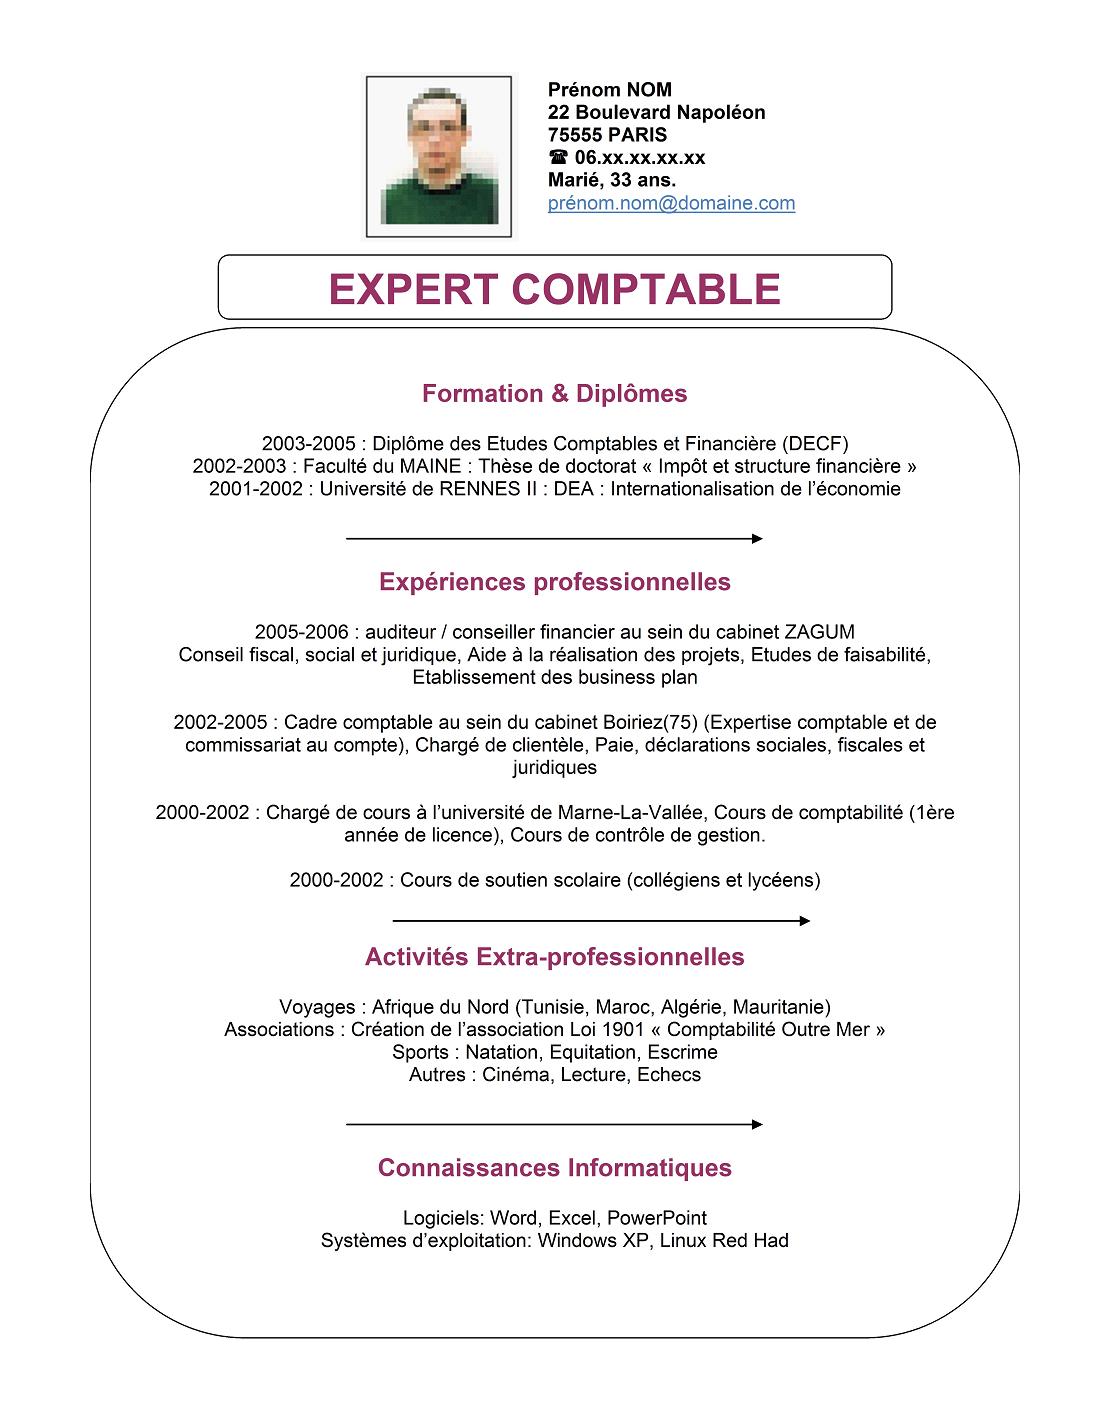 Prénom NOM
22 Boulevard Napoléon
75555 PARIS
☎ 06.xx.xx.xx.xx
Marié, 33 ans.
prénom.nom@domaine.com
EXPERT COMPTABLE
Formation & Diplômes
2003-2005 : Diplôme des Etudes Comptables et Financière (DECF)
2002-2003 : Faculté du MAINE : Thèse de doctorat « Impôt et structure financière »
2001-2002 : Université de RENNES II : DEA : Internationalisation de l’économie
Expériences professionnelles
2005-2006 : auditeur / conseiller financier au sein du cabinet ZAGUM
Conseil fiscal, social et juridique, Aide à la réalisation des projets, Etudes de faisabilité,
Etablissement des business plan
2002-2005 : Cadre comptable au sein du cabinet Boiriez(75) (Expertise comptable et de
commissariat au compte), Chargé de clientèle, Paie, déclarations sociales, fiscales et
juridiques
2000-2002 : Chargé de cours à l’université de Marne-La-Vallée, Cours de comptabilité (1ère
année de licence), Cours de contrôle de gestion.
2000-2002 : Cours de soutien scolaire (collégiens et lycéens)
Activités Extra-professionnelles
Voyages : Afrique du Nord (Tunisie, Maroc, Algérie, Mauritanie)
Associations : Création de l’association Loi 1901 « Comptabilité Outre Mer »
Sports : Natation, Equitation, Escrime
Autres : Cinéma, Lecture, Echecs
Connaissances Informatiques
Logiciels: Word, Excel, PowerPoint
Systèmes d’exploitation: Windows XP, Linux Red Had